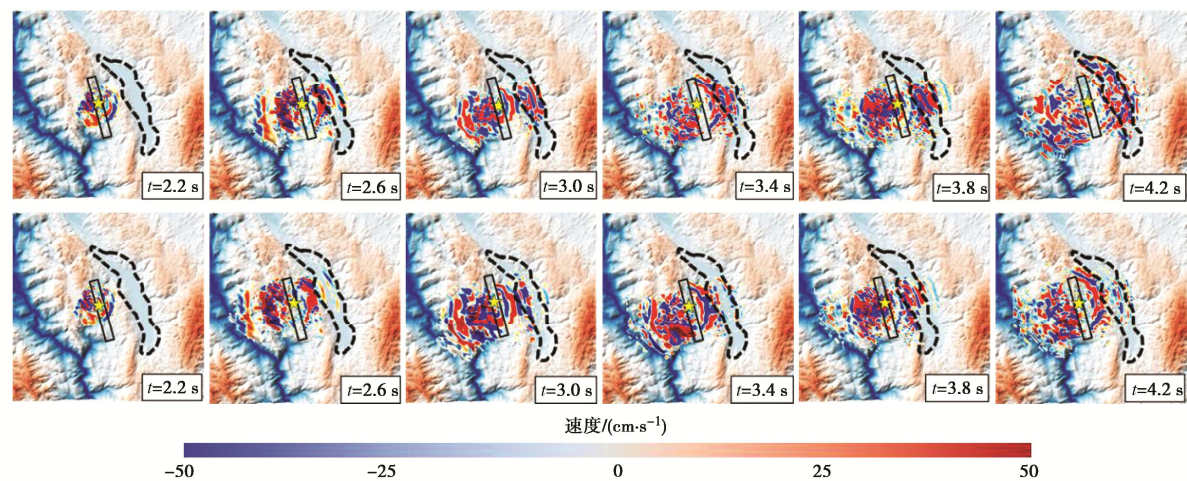 t=2.2 s
t=2.6 s
t=3.0 s
t=3.4 s
t=3.8 s
t=4.2 s
t=2.2 s
t=2.6 s
t=3.0 s
t=3.4 s
t=3.8 s
t=4.2 s
速度/(cm·s⁻¹)
−50 −25 0 25 50